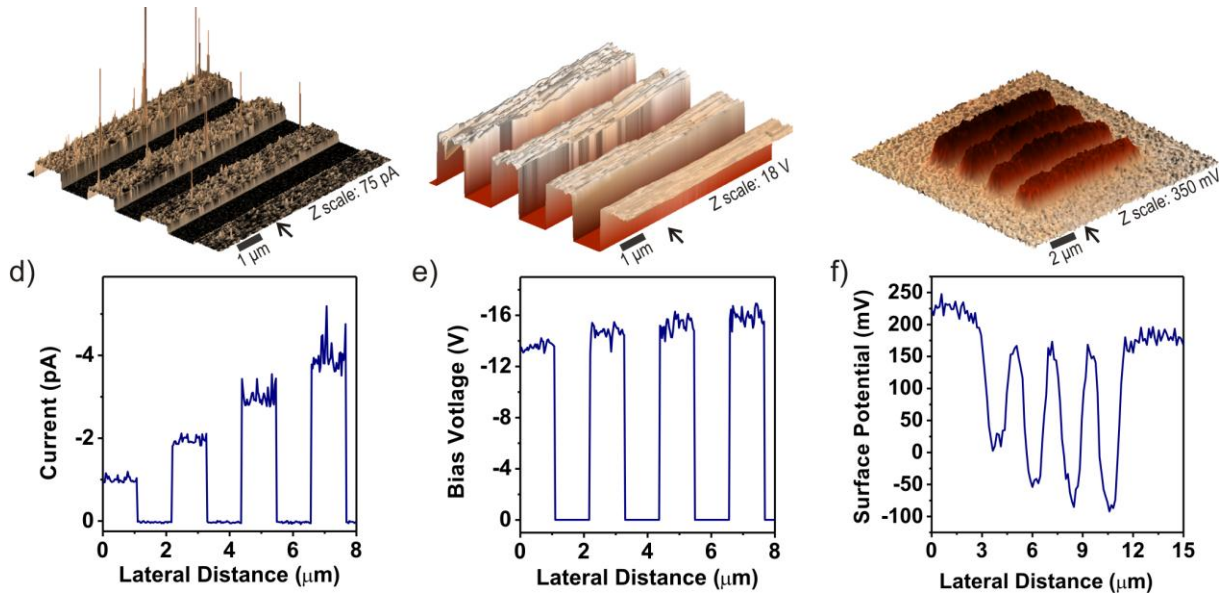 Z scale: 75 pA
1 µm
Z scale: 18 V
1 µm
Z scale: 350 mV
2 µm
d)
Current (pA)
-4
-2
0
0 2 4 6 8
Lateral Distance (µm)
e)
Bias Votlage (V)
-16
-12
-8
-4
0
0 2 4 6 8
Lateral Distance (µm)
f)
Surface Potential (mV)
250
200
150
100
50
0
-50
-100
0 3 6 9 12 15
Lateral Distance (µm)